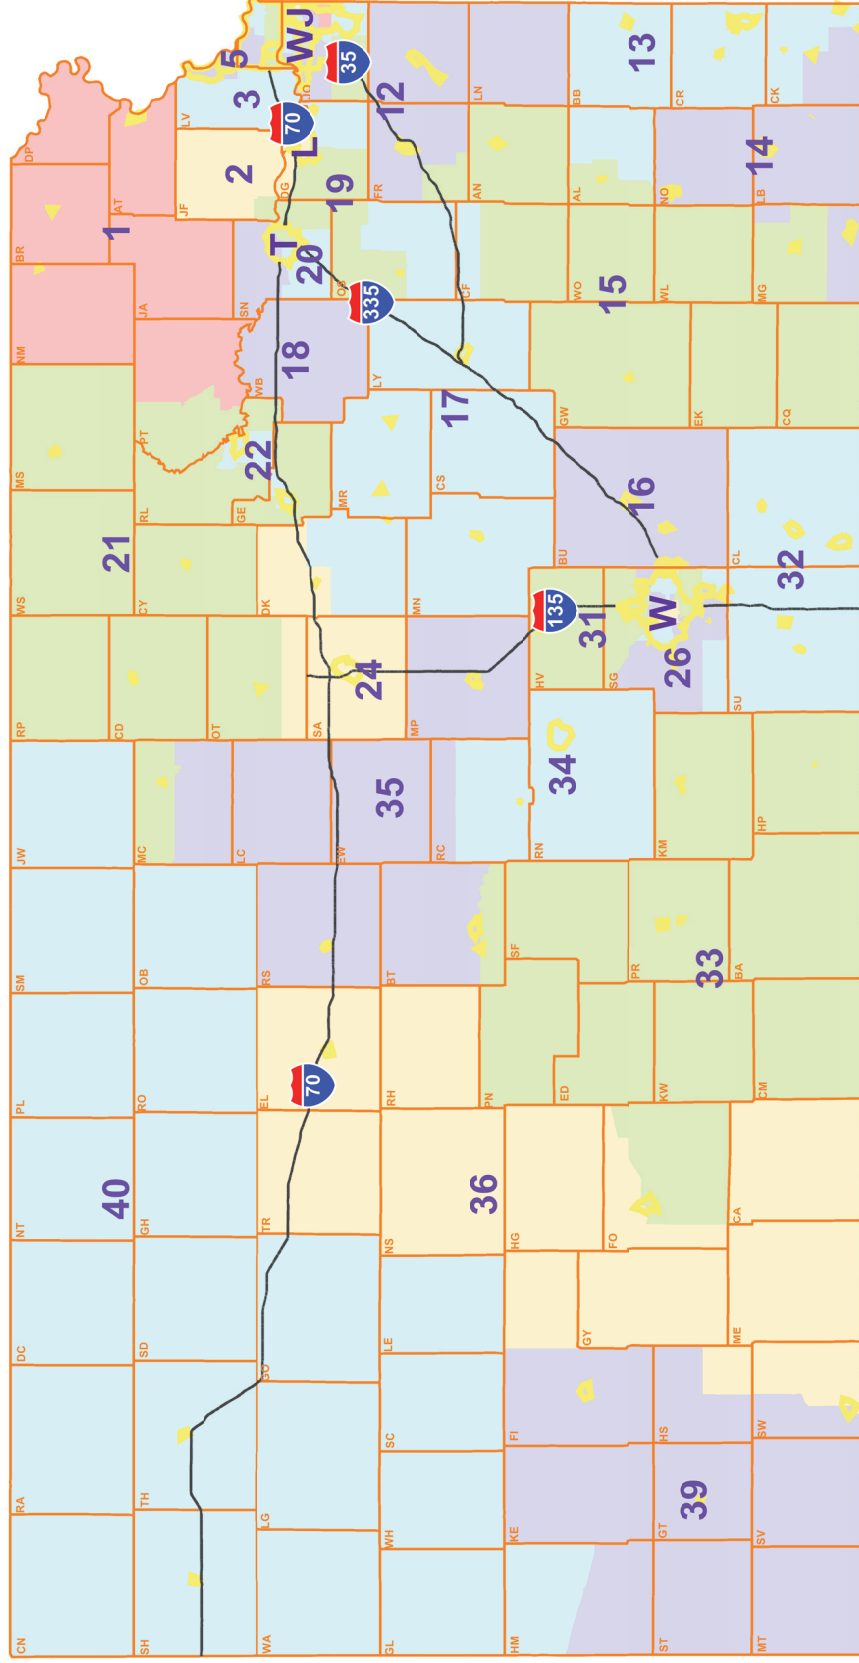 CN
RA
DC
NT
PL
SM
JW
RP
WS
MS
NM
BR
DP
40
CD
21
1
AT
SH
TH
SD
GH
RO
OB
MC
CY
RL
PT
JA
JF
LV
OT
LC
GE
SN
2
3
5
WA
LG
GO
TR
EL
RS
DK
22
WB
T
DG
70
18
L
WJ
70
SA
20
JO
EW
MR
OS
19
35
24
335
LY
FR
GL
WH
SC
LE
NS
RH
BT
35
MP
MN
12
RC
CS
17
CF
AN
LN
36
PN
HM
KE
FI
HG
SF
RN
HV
135
34
ED
BU
GW
WO
AL
BB
GY
31
15
FO
SG
16
13
PR
26
W
ST
GT
HS
KW
KM
WL
NO
CR
39
33
EK
ME
CA
BA
SU
CL
14
MT
SV
SW
CM
HP
32
CQ
MG
LB
CK